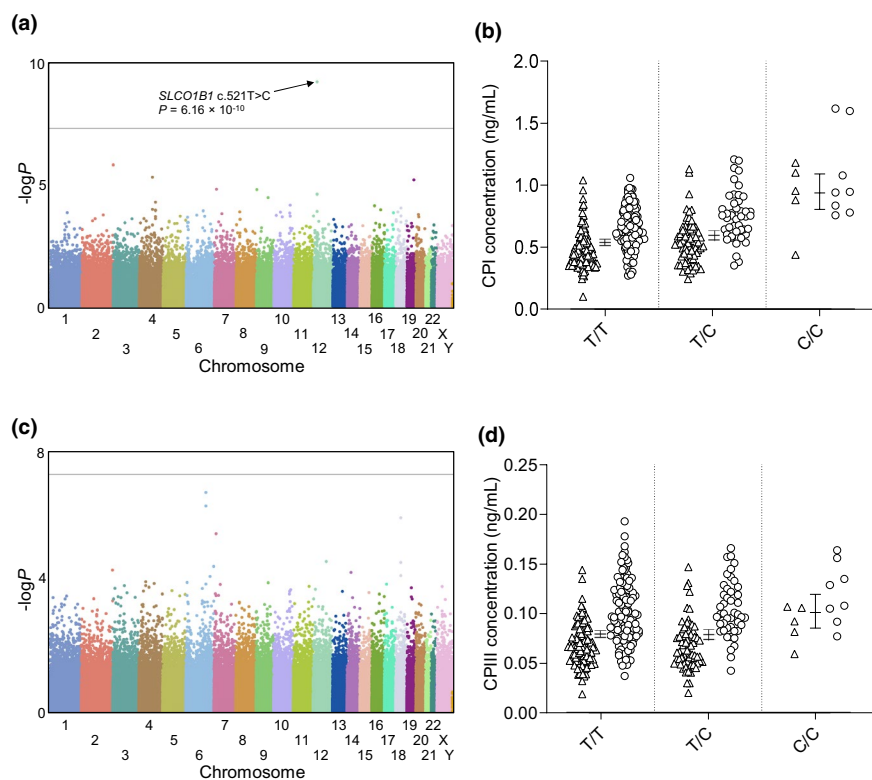 (a)
10
5
0
-logP
SLCO1B1 c.521T>C
P = 6.16 × 10-10
1 4 5 7 10 13 16 19 22
2 3 6 8 9 11 12 14 15 17 18 20 21 X Y
Chromosome
(b)
2.0
1.5
1.0
0.5
0.0
CPI concentration (ng/mL)
T/T T/C C/C
(c)
8
4
0
-logP
1 4 7 10 13 16 19 22
2 5 8 11 14 17 20 X
3 6 9 12 15 18 21 Y
Chromosome
(d)
0.25
0.20
0.15
0.10
0.05
0.00
CPIII concentration (ng/mL)
T/T T/C C/C